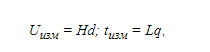 Uизм = Hd; tизм = Lq,